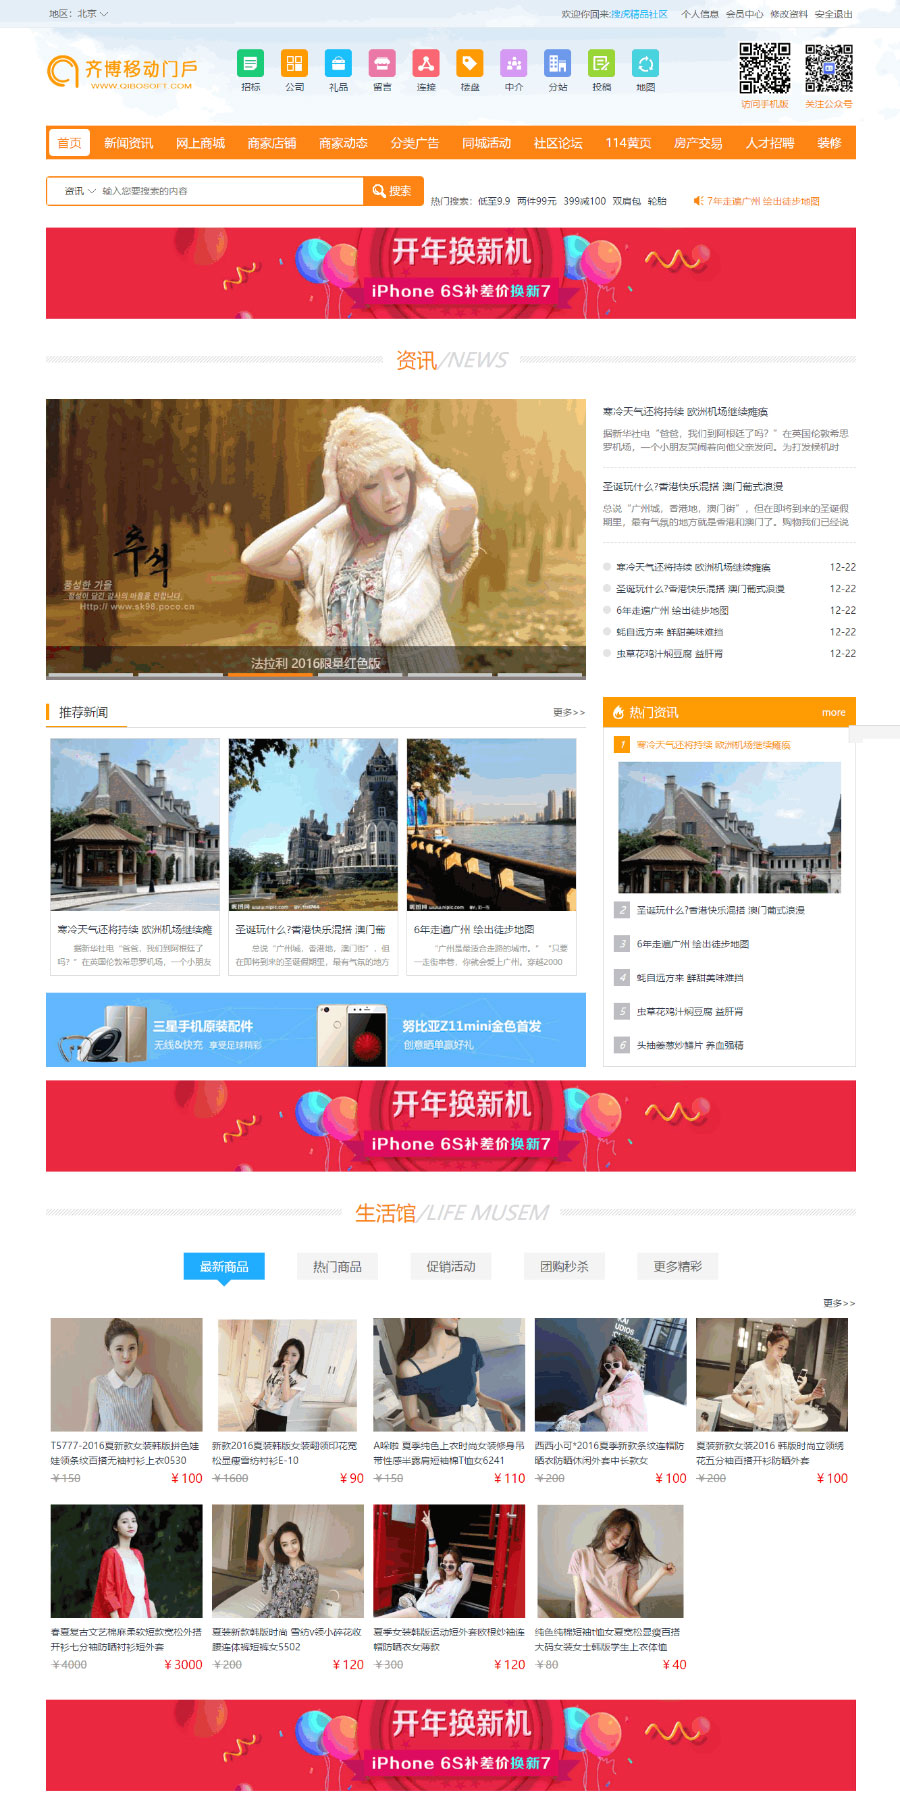 地区：北京
欢迎你回来:搜虎精品社区 个人信息 会员中心 修改资料 安全退出
齐博移动门户
WWW.QIBOSOFT.COM
招标 公司 礼品 留言 连接 楼盘 中介 分站 投稿 地图
访问手机版 关注公众号
首页 新闻资讯 网上商城 商家店铺 商家动态 分类广告 同城活动 社区论坛 114黄页 房产交易 人才招聘 装修
资讯 输入您要搜索的内容 搜索
热门搜索：低至9.9 两件99元 399减100 双肩包 轮胎
7年走遍广州 绘出徒步地图
开年换新机
iPhone 6S补差价换新7
资讯/NEWS
추석
풍성한 가을
Http:// www.sk98.poco.cn
法拉利 2016限量红色版
寒冷天气还将持续 欧洲机场继续瘫痪
据新华社电“爸爸，我们到阿根廷了吗？”在英国伦敦希思
罗机场，一个小朋友哭闹着向他父亲发问。为打发候机时
圣诞玩什么?香港快乐混搭 澳门葡式浪漫
总说“广州城，香港地，澳门街”，但在即将到来的圣诞假
期里，最有气氛的地方就是香港和澳门了。购物我们已经说
寒冷天气还将持续 欧洲机场继续瘫痪 12-22
圣诞玩什么?香港快乐混搭 澳门葡式浪漫 12-22
6年走遍广州 绘出徒步地图 12-22
蚝目远方来 鲜甜美味难挡 12-22
虫草花鸡汁焖豆腐 益肝肾 12-22
推荐新闻 更多>>
寒冷天气还将持续 欧洲机场继续瘫
据新华社电“爸爸，我们到阿根廷了
吗？”在英国伦敦希思罗机场，一个小朋友
圣诞玩什么?香港快乐混搭 澳门葡
总说“广州城，香港地，澳门街”，但
在即将到来的圣诞假期里，最有气氛的地方
6年走遍广州 绘出徒步地图
“广州是最适合走路的城市。”“只要
一走街串巷，你就会爱上广州。穿越2000
热门资讯 more
1 寒冷天气还将持续 欧洲机场继续瘫痪
2 圣诞玩什么?香港快乐混搭 澳门葡式浪漫
3 6年走遍广州 绘出徒步地图
4 蚝目远方来 鲜甜美味难挡
5 虫草花鸡汁焖豆腐 益肝肾
6 头抽姜葱炒鳝片 养血强精
三星手机原装配件
无线&快充 享受足球精彩
努比亚Z11mini金色首发
创意晒单赢好礼
开年换新机
iPhone 6S补差价换新7
生活馆/LIFE MUSEM
最新商品 热门商品 促销活动 团购秒杀 更多精彩
更多>>
T5777-2016夏新款女装韩版拼色娃
娃领条纹百搭无袖衬衫上衣0530
￥150 ￥100
新款2016夏装韩版女装翻领印花宽
松显瘦雪纺衬衫E-10
￥1600 ￥90
A哚啦 夏季纯色上衣时尚女装修身吊
带性感半露肩短袖棉T恤女6241
￥150 ￥110
西西小可*2016夏季新款条纹连帽防
晒衣防晒休闲外套中长款女
￥200 ￥100
夏装新款女装2016 韩版时尚立领绣
花五分袖百搭开衫防晒外套
￥200 ￥100
春夏复古文艺棉麻柔软短款宽松外搭
开衫七分袖防晒衬衫短外套
￥4000 ￥3000
夏装新款韩版时尚 雪纺v领小碎花收
腰连体裤短裤女5502
￥200 ￥120
夏季女装韩版运动短外套欧根纱袖连
帽防晒衣女薄款
￥300 ￥120
纯色纯棉短袖t恤女夏宽松显瘦百搭
大码女装女士韩版学生上衣体恤
￥80 ￥40
开年换新机
iPhone 6S补差价换新7